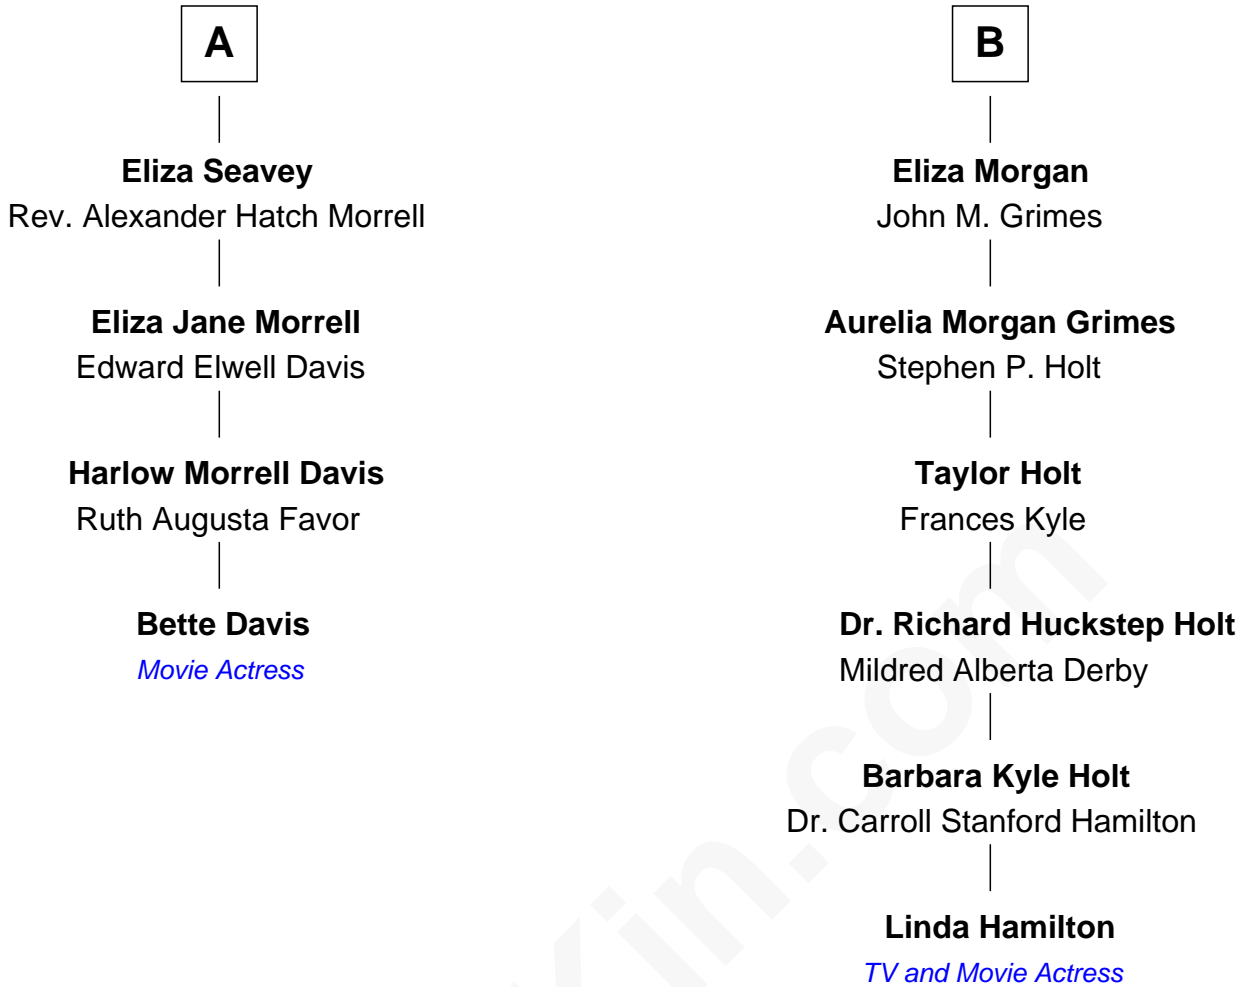 A
Eliza Seavey
Rev. Alexander Hatch Morrell
Eliza Jane Morrell
Edward Elwell Davis
Harlow Morrell Davis
Ruth Augusta Favor
Bette Davis
Movie Actress
B
Eliza Morgan
John M. Grimes
Aurelia Morgan Grimes
Stephen P. Holt
Taylor Holt
Frances Kyle
Dr. Richard Huckstep Holt
Mildred Alberta Derby
Barbara Kyle Holt
Dr. Carroll Stanford Hamilton
Linda Hamilton
TV and Movie Actress